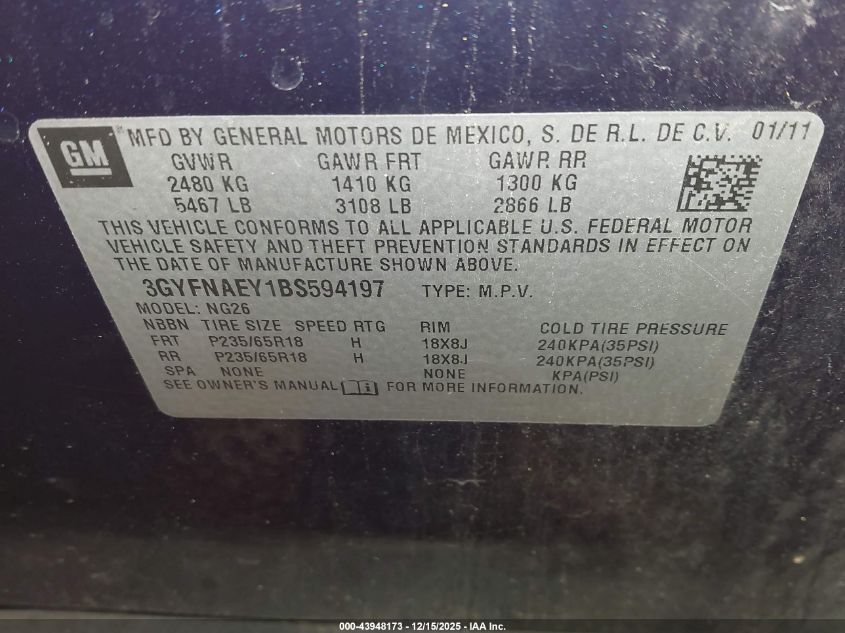 GM MFD BY GENERAL MOTORS DE MEXICO, S. DE R.L. DE C.V. 01/11
GVWR GAWR FRT GAWR RR
2480 KG 1410 KG 1300 KG
5467 LB 3108 LB 2866 LB
THIS VEHICLE CONFORMS TO ALL APPLICABLE U.S. FEDERAL MOTOR
VEHICLE SAFETY AND THEFT PREVENTION STANDARDS IN EFFECT ON
THE DATE OF MANUFACTURE SHOWN ABOVE.
3GYFNAEY1BS594197 TYPE: M.P.V.
MODEL: NG26
NBBN TIRE SIZE SPEED RTG RIM COLD TIRE PRESSURE
FRT P235/65R18 H 18X8J 240KPA(35PSI)
RR P235/65R18 H 18X8J 240KPA(35PSI)
SPA NONE NONE KPA(PSI)
SEE OWNER'S MANUAL FOR MORE INFORMATION.
000-43948173 - 12/15/2025 - IAA Inc.